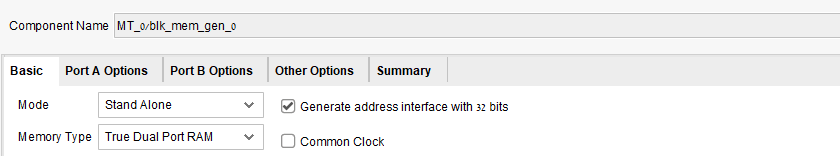 Component Name MT_0/blk_mem_gen_0
Basic Port A Options Port B Options Other Options Summary
Mode Stand Alone Generate address interface with 32 bits
Memory Type True Dual Port RAM Common Clock